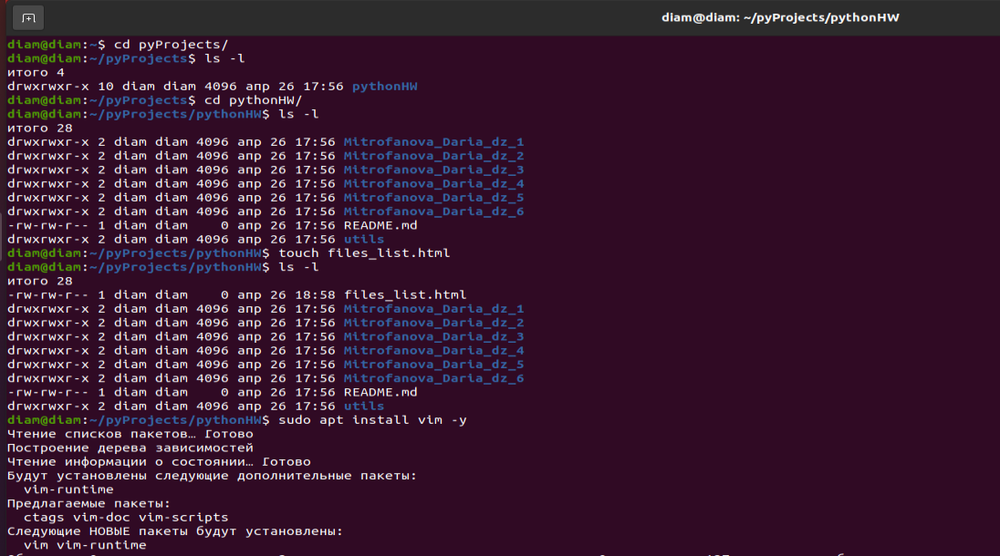 diam@diam: ~/pyProjects/pythonHW
diam@diam:~$ cd pyProjects/
diam@diam:~/pyProjects$ ls -l
итого 4
drwxrwxr-x 10 diam diam 4096 апр 26 17:56 pythonHW
diam@diam:~/pyProjects$ cd pythonHW/
diam@diam:~/pyProjects/pythonHW$ ls -l
итого 28
drwxrwxr-x 2 diam diam 4096 апр 26 17:56 Mitrofanova_Daria_dz_1
drwxrwxr-x 2 diam diam 4096 апр 26 17:56 Mitrofanova_Daria_dz_2
drwxrwxr-x 2 diam diam 4096 апр 26 17:56 Mitrofanova_Daria_dz_3
drwxrwxr-x 2 diam diam 4096 апр 26 17:56 Mitrofanova_Daria_dz_4
drwxrwxr-x 2 diam diam 4096 апр 26 17:56 Mitrofanova_Daria_dz_5
drwxrwxr-x 2 diam diam 4096 апр 26 17:56 Mitrofanova_Daria_dz_6
-rw-rw-r-- 1 diam diam    0 апр 26 17:56 README.md
drwxrwxr-x 2 diam diam 4096 апр 26 17:56 utils
diam@diam:~/pyProjects/pythonHW$ touch files_list.html
diam@diam:~/pyProjects/pythonHW$ ls -l
итого 28
-rw-rw-r-- 1 diam diam    0 апр 26 18:58 files_list.html
drwxrwxr-x 2 diam diam 4096 апр 26 17:56 Mitrofanova_Daria_dz_1
drwxrwxr-x 2 diam diam 4096 апр 26 17:56 Mitrofanova_Daria_dz_2
drwxrwxr-x 2 diam diam 4096 апр 26 17:56 Mitrofanova_Daria_dz_3
drwxrwxr-x 2 diam diam 4096 апр 26 17:56 Mitrofanova_Daria_dz_4
drwxrwxr-x 2 diam diam 4096 апр 26 17:56 Mitrofanova_Daria_dz_5
drwxrwxr-x 2 diam diam 4096 апр 26 17:56 Mitrofanova_Daria_dz_6
-rw-rw-r-- 1 diam diam    0 апр 26 17:56 README.md
drwxrwxr-x 2 diam diam 4096 апр 26 17:56 utils
diam@diam:~/pyProjects/pythonHW$ sudo apt install vim -y
Чтение списков пакетов… Готово
Построение дерева зависимостей
Чтение информации о состоянии… Готово
Будут установлены следующие дополнительные пакеты:
  vim-runtime
Предлагаемые пакеты:
  ctags vim-doc vim-scripts
Следующие НОВЫЕ пакеты будут установлены:
  vim vim-runtime